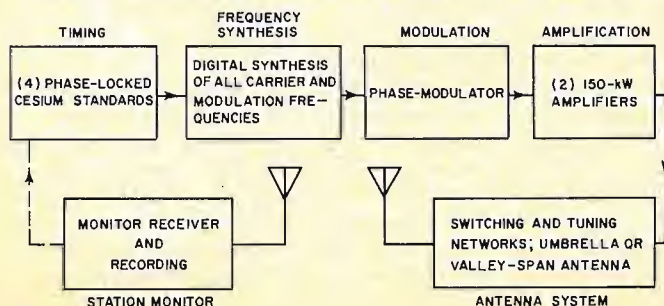 TIMING
(4) PHASE-LOCKED
CESIUM STANDARDS
FREQUENCY
SYNTHESIS
DIGITAL SYNTHESIS
OF ALL CARRIER AND
MODULATION FRE-
QUENCIES
MODULATION
PHASE-MODULATOR
AMPLIFICATION
(2) 150-kW
AMPLIFIERS
MONITOR RECEIVER
AND
RECORDING
STATION MONITOR
SWITCHING AND TUNING
NETWORKS; UMBRELLA OR
VALLEY-SPAN ANTENNA
ANTENNA SYSTEM